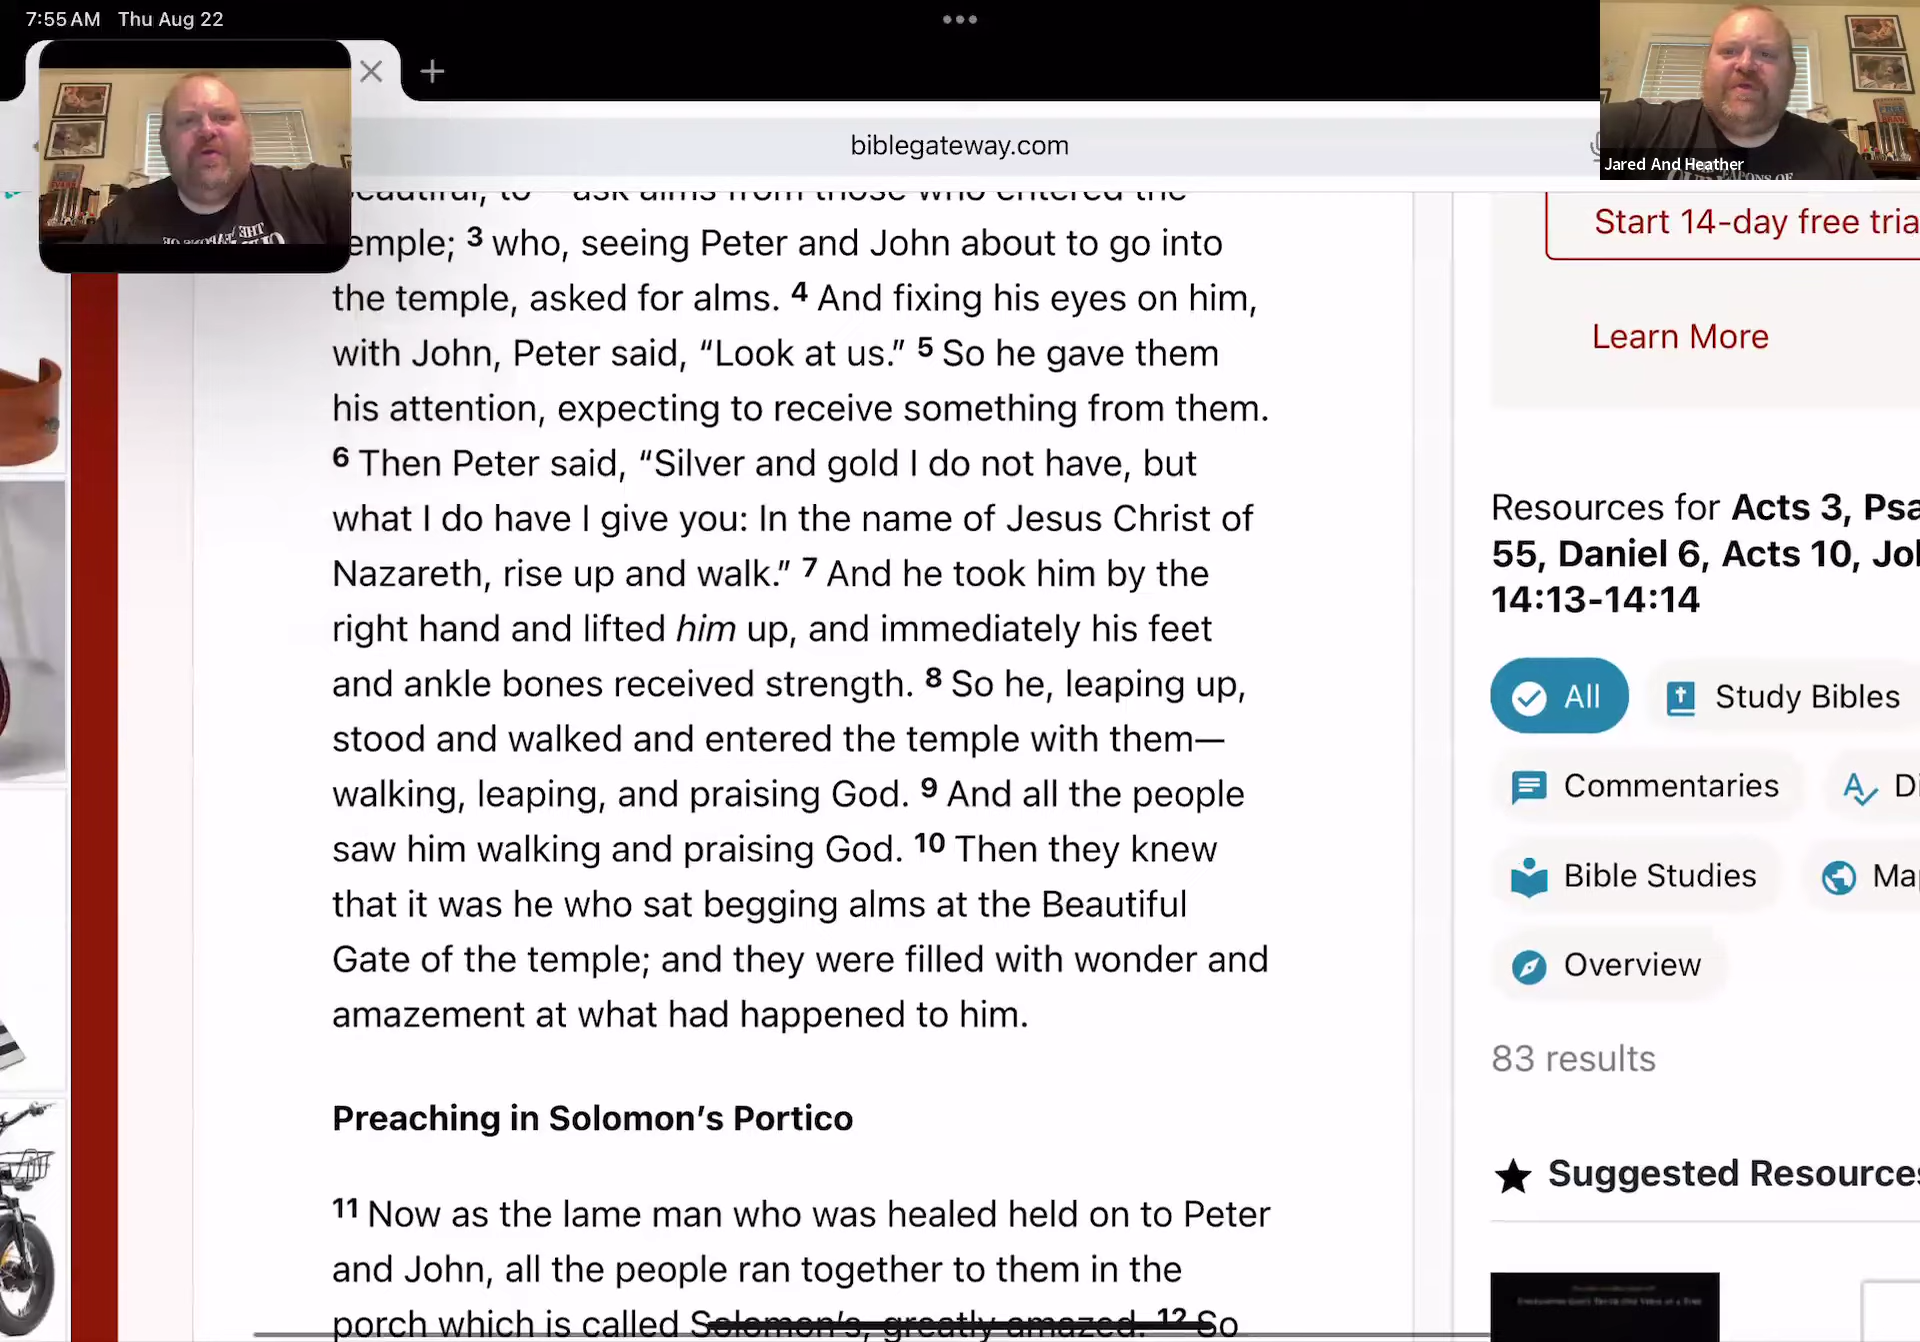 7:55 AM Thu Aug 22
biblegateway.com
Jared And Heather
ask alms from those who entered the
emple; 3 who, seeing Peter and John about to go into
the temple, asked for alms. 4 And fixing his eyes on him,
with John, Peter said, “Look at us.” 5 So he gave them
his attention, expecting to receive something from them.
6 Then Peter said, “Silver and gold I do not have, but
what I do have I give you: In the name of Jesus Christ of
Nazareth, rise up and walk.” 7 And he took him by the
right hand and lifted him up, and immediately his feet
and ankle bones received strength. 8 So he, leaping up,
stood and walked and entered the temple with them—
walking, leaping, and praising God. 9 And all the people
saw him walking and praising God. 10 Then they knew
that it was he who sat begging alms at the Beautiful
Gate of the temple; and they were filled with wonder and
amazement at what had happened to him.
Preaching in Solomon’s Portico
11 Now as the lame man who was healed held on to Peter
and John, all the people ran together to them in the
porch which is called Solomon’s, greatly amazed. 12 So
Start 14-day free tria
Learn More
Resources for Acts 3, Psa
55, Daniel 6, Acts 10, Jo
14:13-14:14
All
Study Bibles
Commentaries
Di
Bible Studies
Ma
Overview
83 results
Suggested Resources